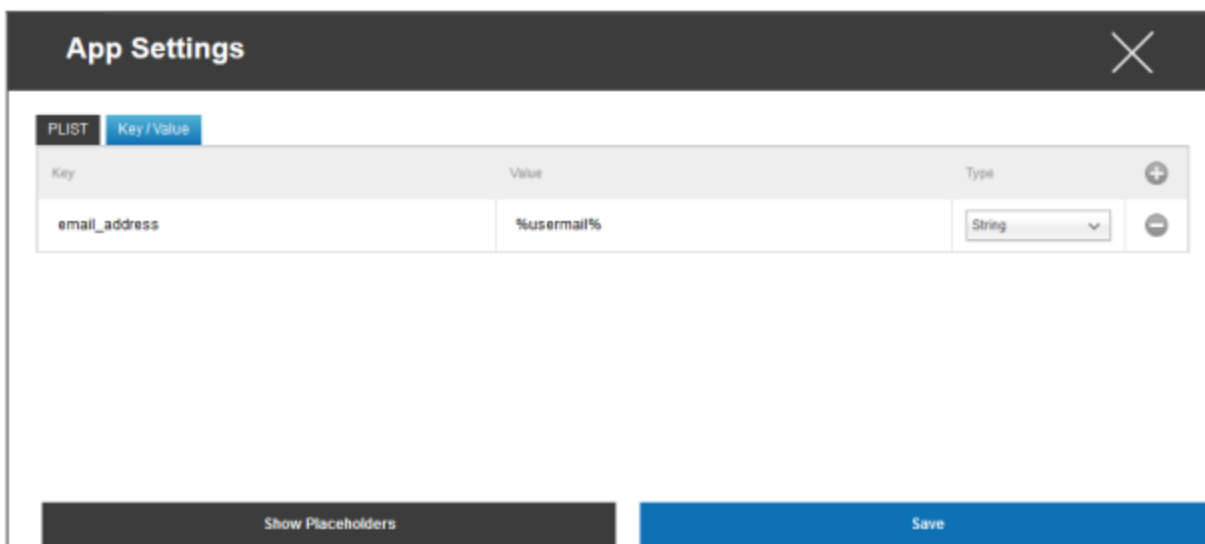 App Settings
PLIST Key / Value
Key Value Type
email_address %usermail% String
Show Placeholders Save